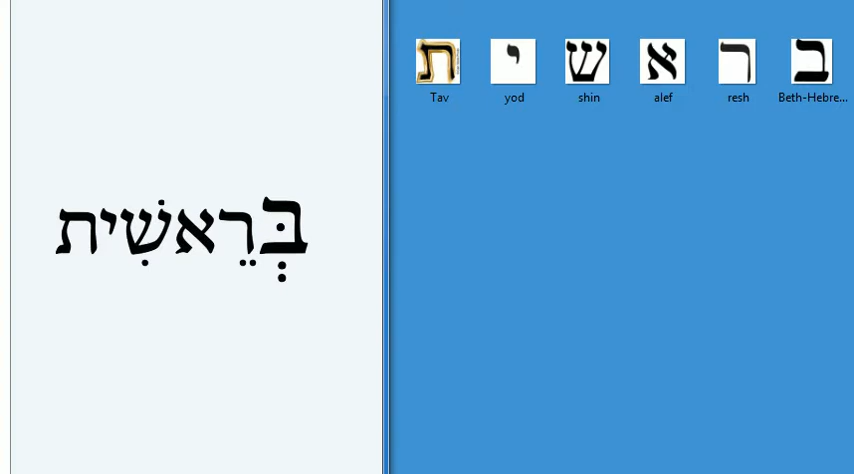 בְּרֵאשִׁית
ת י ש א ר ב
Tav yod shin alef resh Beth-Hebre...